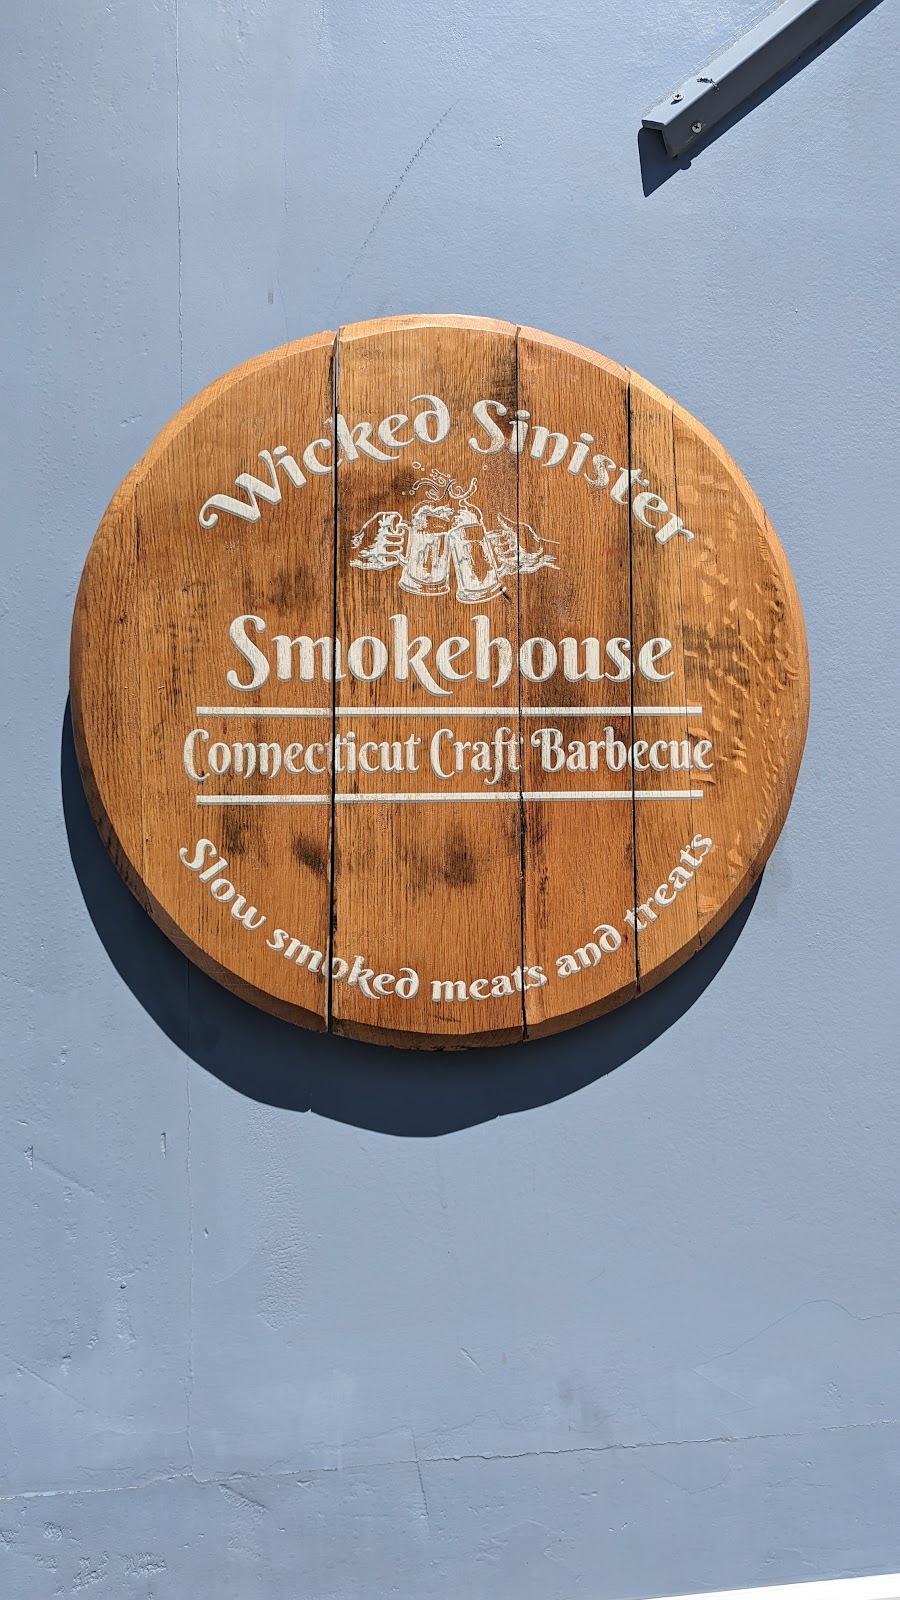 Wicked Sinister
Smokehouse
Connecticut Craft Barbecue
Slow smoked meats and treats